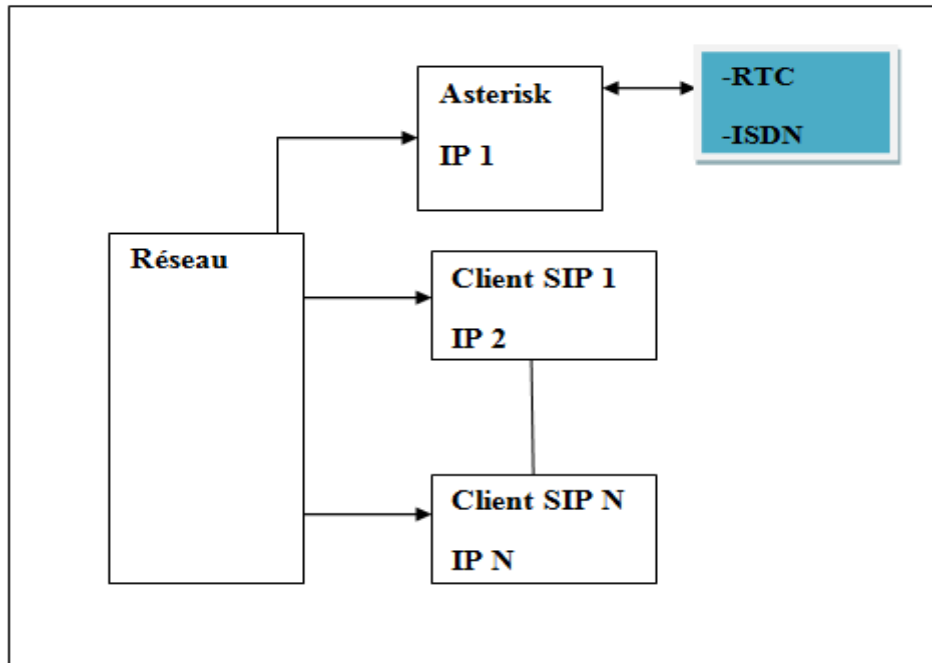 Asterisk
IP 1
-RTC
-ISDN
Réseau
Client SIP 1
IP 2
Client SIP N
IP N